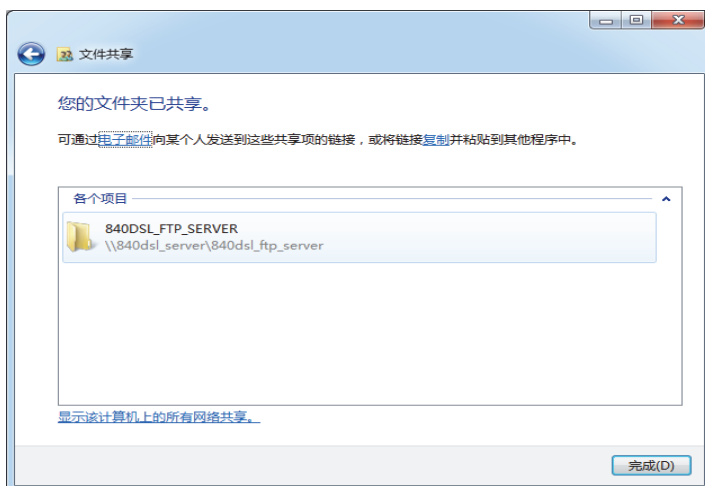 文件共享
您的文件夹已共享。
可通过电子邮件向某个人发送到这些共享项的链接，或将链接复制并粘贴到其他程序中。
各个项目
840DSL_FTP_SERVER
\\840dsl_server\840dsl_ftp_server
显示该计算机上的所有网络共享。
完成(D)